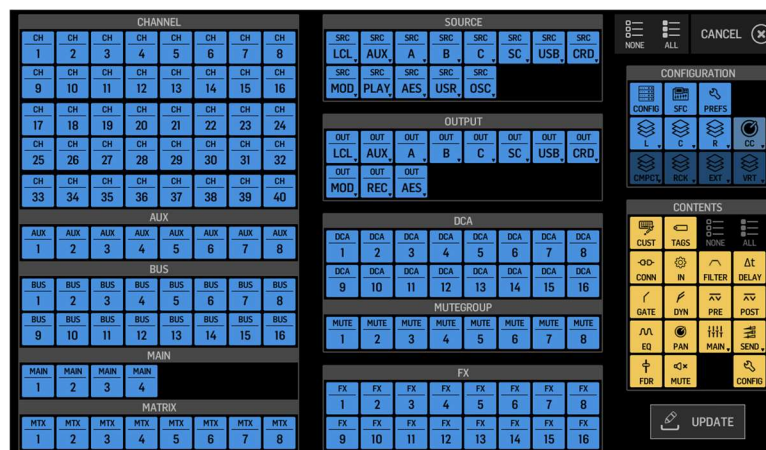 CHANNEL
CH CH CH CH CH CH CH CH
1 2 3 4 5 6 7 8
CH CH CH CH CH CH CH CH
9 10 11 12 13 14 15 16
CH CH CH CH CH CH CH CH
17 18 19 20 21 22 23 24
CH CH CH CH CH CH CH CH
25 26 27 28 29 30 31 32
CH CH CH CH CH CH CH CH
33 34 35 36 37 38 39 40
AUX
AUX AUX AUX AUX AUX AUX AUX AUX
1 2 3 4 5 6 7 8
BUS
BUS BUS BUS BUS BUS BUS BUS BUS
1 2 3 4 5 6 7 8
BUS BUS BUS BUS BUS BUS BUS BUS
9 10 11 12 13 14 15 16
MAIN
MAIN MAIN MAIN MAIN
1 2 3 4
MATRIX
MTX MTX MTX MTX MTX MTX MTX MTX
1 2 3 4 5 6 7 8
SOURCE
SRC SRC SRC SRC SRC SRC SRC SRC
LCL AUX A B C SC USB CRD
SRC SRC SRC SRC SRC
MOD PLAY AES USR OSC
OUTPUT
OUT OUT OUT OUT OUT OUT OUT OUT
LCL AUX A B C SC USB CRD
OUT OUT OUT
MOD REC AES
DCA
DCA DCA DCA DCA DCA DCA DCA DCA
1 2 3 4 5 6 7 8
DCA DCA DCA DCA DCA DCA DCA DCA
9 10 11 12 13 14 15 16
MUTEGROUP
MUTE MUTE MUTE MUTE MUTE MUTE MUTE MUTE
1 2 3 4 5 6 7 8
FX
FX FX FX FX FX FX FX FX
1 2 3 4 5 6 7 8
FX FX FX FX FX FX FX FX
9 10 11 12 13 14 15 16
NONE ALL CANCEL
CONFIGURATION
CONFIG SFC PREFS
L C R CC
CMPCT RCK EXT VRT
CONTENTS
CUST TAGS NONE ALL
CONN IN FILTER Δt DELAY
GATE DYN PRE POST
EQ PAN MAIN SEND
FDR MUTE CONFIG
UPDATE